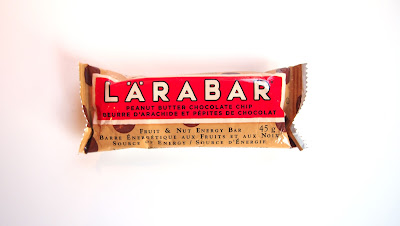 LÄRABAR
PEANUT BUTTER CHOCOLATE CHIP
BEURRE D'ARACHIDE ET PÉPITES DE CHOCOLAT
FRUIT & NUT ENERGY BAR 45 g
BARRE ÉNERGÉTIQUE AUX FRUITS ET AUX NOIX
SOURCE OF ENERGY / SOURCE D'ÉNERGIE